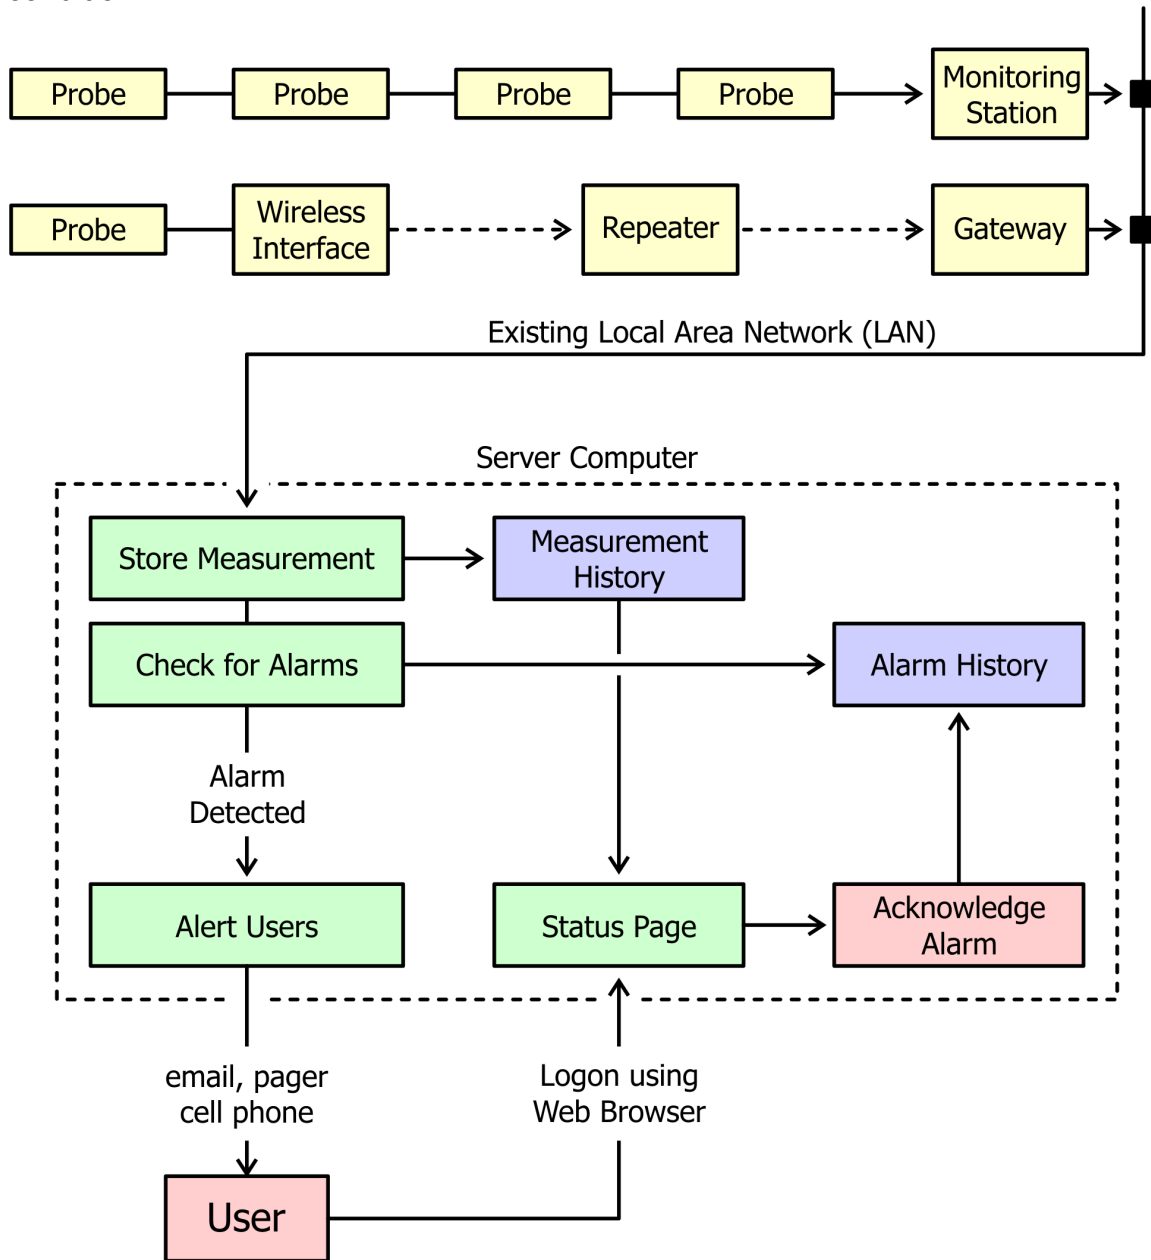 Probe
Probe
Probe
Probe
Monitoring
Station
Probe
Wireless
Interface
Repeater
Gateway
Existing Local Area Network (LAN)
Server Computer
Store Measurement
Measurement
History
Check for Alarms
Alarm History
Alarm
Detected
Alert Users
Status Page
Acknowledge
Alarm
email, pager
cell phone
Logon using
Web Browser
User